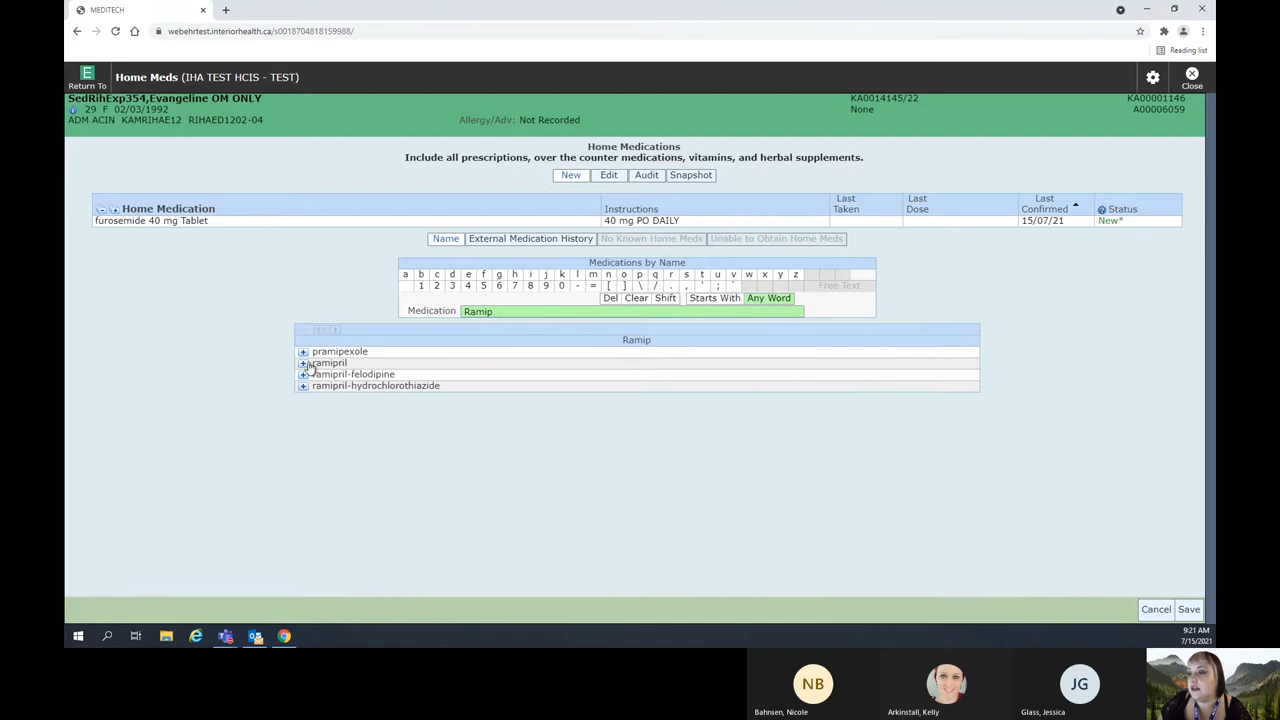 MEDITECH
webehrtest.interiorhealth.ca/s0018704818159988/
Reading list
E
Return To
Home Meds (IHA TEST HCIS - TEST)
Close
SedRihExp354,Evangeline OM ONLY
KA0014145/22
KA00001146
29 F 02/03/1992
None
A00006059
ADM ACIN KAMRIHAE12 RIHAED1202-04
Allergy/Adv: Not Recorded
Home Medications
Include all prescriptions, over the counter medications, vitamins, and herbal supplements.
New Edit Audit Snapshot
Home Medication Instructions Last Taken Last Dose Last Confirmed Status
furosemide 40 mg Tablet 40 mg PO DAILY 15/07/21 New*
Name External Medication History No Known Home Meds Unable to Obtain Home Meds
Medications by Name
a b c d e f g h i j k l m n o p q r s t u v w x y z
1 2 3 4 5 6 7 8 9 0 - = [ ] \ / . , ' ; ` Free Text
Del Clear Shift Starts With Any Word
Medication Ramip
Ramip
pramipexole
ramipril
ramipril-felodipine
ramipril-hydrochlorothiazide
Cancel Save
9:21 AM
7/15/2021
NB
JG
Bahnsen, Nicole
Arkinstall, Kelly
Glass, Jessica